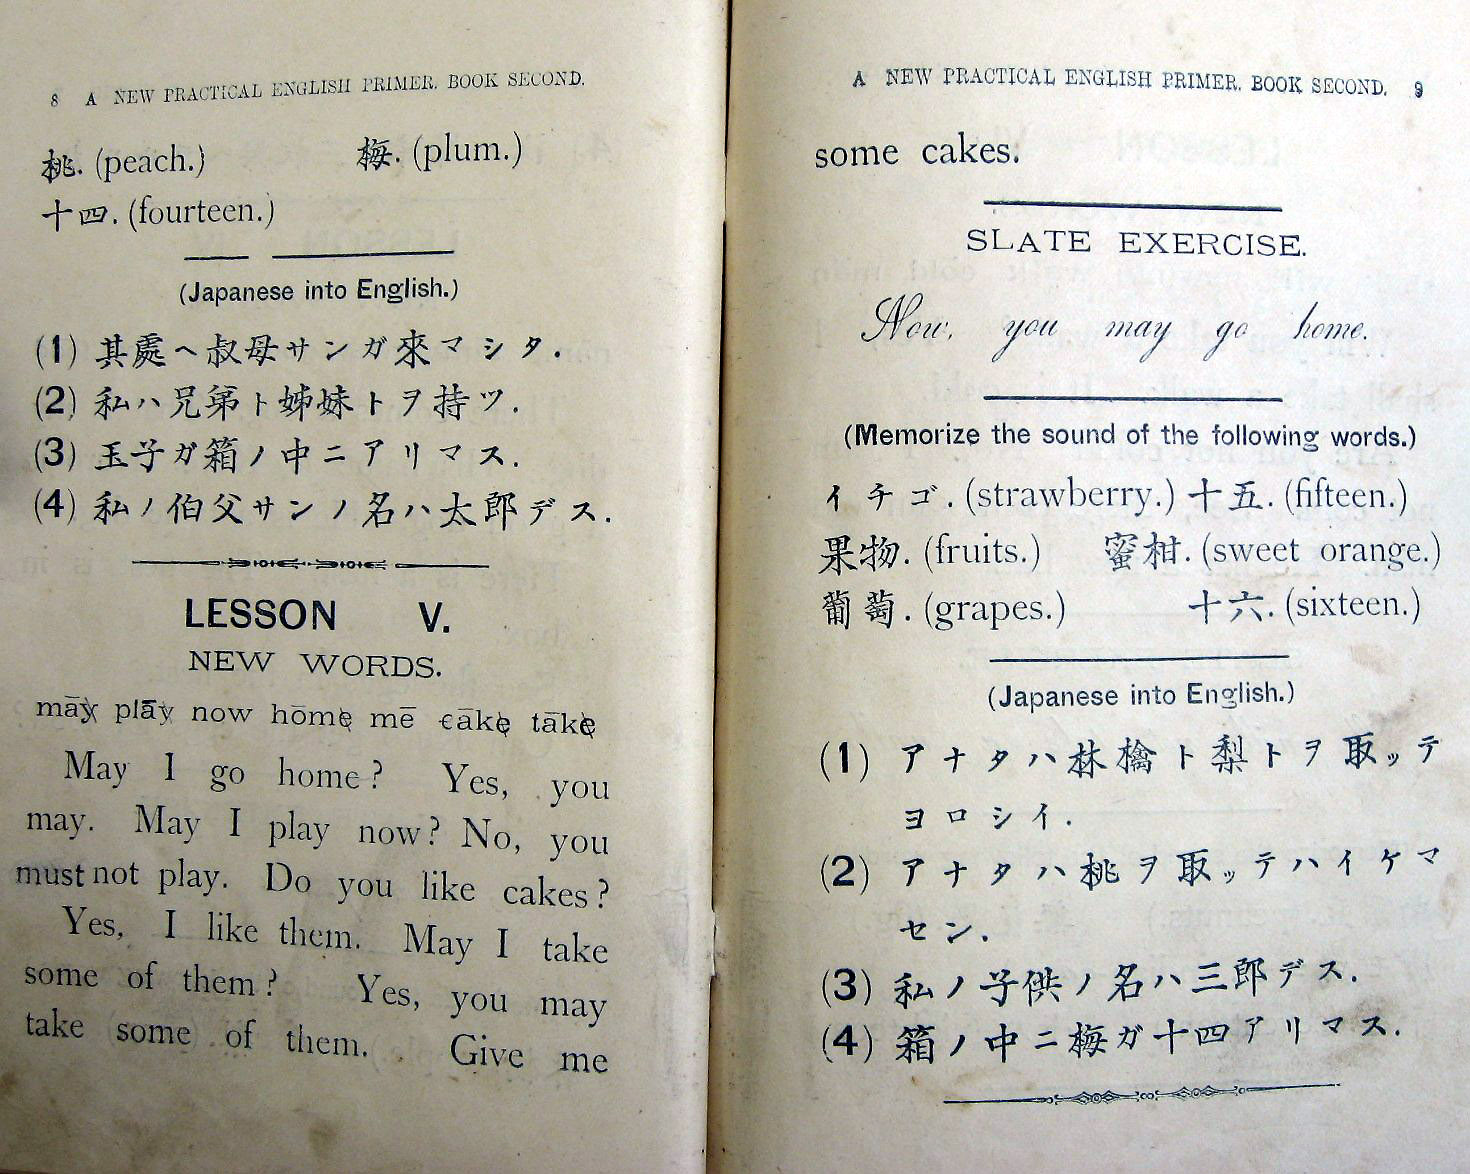 8 A NEW PRACTICAL ENGLISH PRIMER. BOOK SECOND.
桃. (peach.) 梅. (plum.)
十四. (fourteen.)
(Japanese into English.)
(1) 其處へ叔母サンガ來マシタ.
(2) 私ハ兄弟ト姊妹トヲ持ツ.
(3) 玉子ガ箱ノ中ニアリマス.
(4) 私ノ伯父サンノ名ハ太郎デス.
LESSON V.
NEW WORDS.
māy plāy now hōme mē cāke tāke
May I go home? Yes, you
may. May I play now? No, you
must not play. Do you like cakes?
Yes, I like them. May I take
some of them? Yes, you may
take some of them. Give me
A NEW PRACTICAL ENGLISH PRIMER. BOOK SECOND. 9
some cakes.
SLATE EXERCISE.
Now, you may go home.
(Memorize the sound of the following words.)
イチゴ. (strawberry.) 十五. (fifteen.)
果物. (fruits.) 蜜柑. (sweet orange.)
葡萄. (grapes.) 十六. (sixteen.)
(Japanese into English.)
(1) アナタハ林檎ト梨トヲ取ッテ
ヨロシイ.
(2) アナタハ桃ヲ取ッテハイケマ
セン.
(3) 私ノ子供ノ名ハ三郎デス.
(4) 箱ノ中ニ梅ガ十四アリマス.